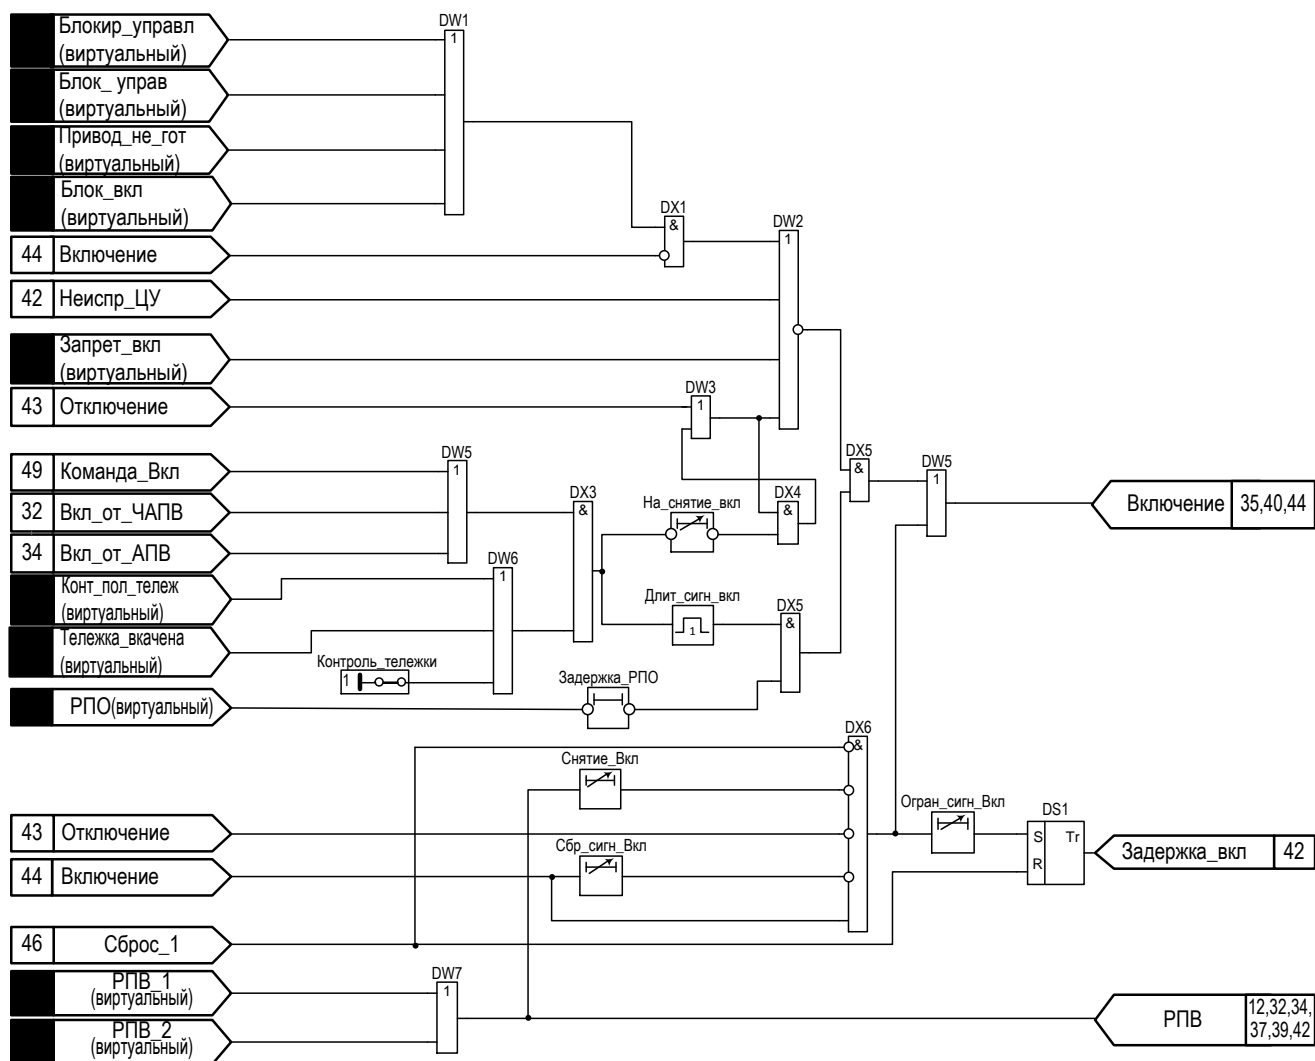 Блокир_управл
(виртуальный)
DW1
1
Блок_ управ
(виртуальный)
Привод_не_гот
(виртуальный)
Блок_вкл
(виртуальный)
DX1
&
DW2
1
44 Включение
42 Неиспр_ЦУ
Запрет_вкл
(виртуальный)
43 Отключение
DW3
1
49 Команда_Вкл
DW5
1
DX5
&
DW5
1
32 Вкл_от_ЧАПВ
DX3
&
На_снятие_вкл
DX4
&
Включение 35,40,44
34 Вкл_от_АПВ
Конт_пол_тележ
(виртуальный)
DW6
1
Длит_сигн_вкл
1
DX5
&
Тележка_вкачена
(виртуальный)
Контроль_тележки
1
Задержка_РПО
РПО(виртуальный)
DX6
&
Снятие_Вкл
Огран_сигн_Вкл
DS1
S Tr
R
43 Отключение
Сбр_сигн_Вкл
Задержка_вкл 42
44 Включение
46 Сброс_1
РПВ_1
(виртуальный)
DW7
1
РПВ_2
(виртуальный)
РПВ
12,32,34,
37,39,42